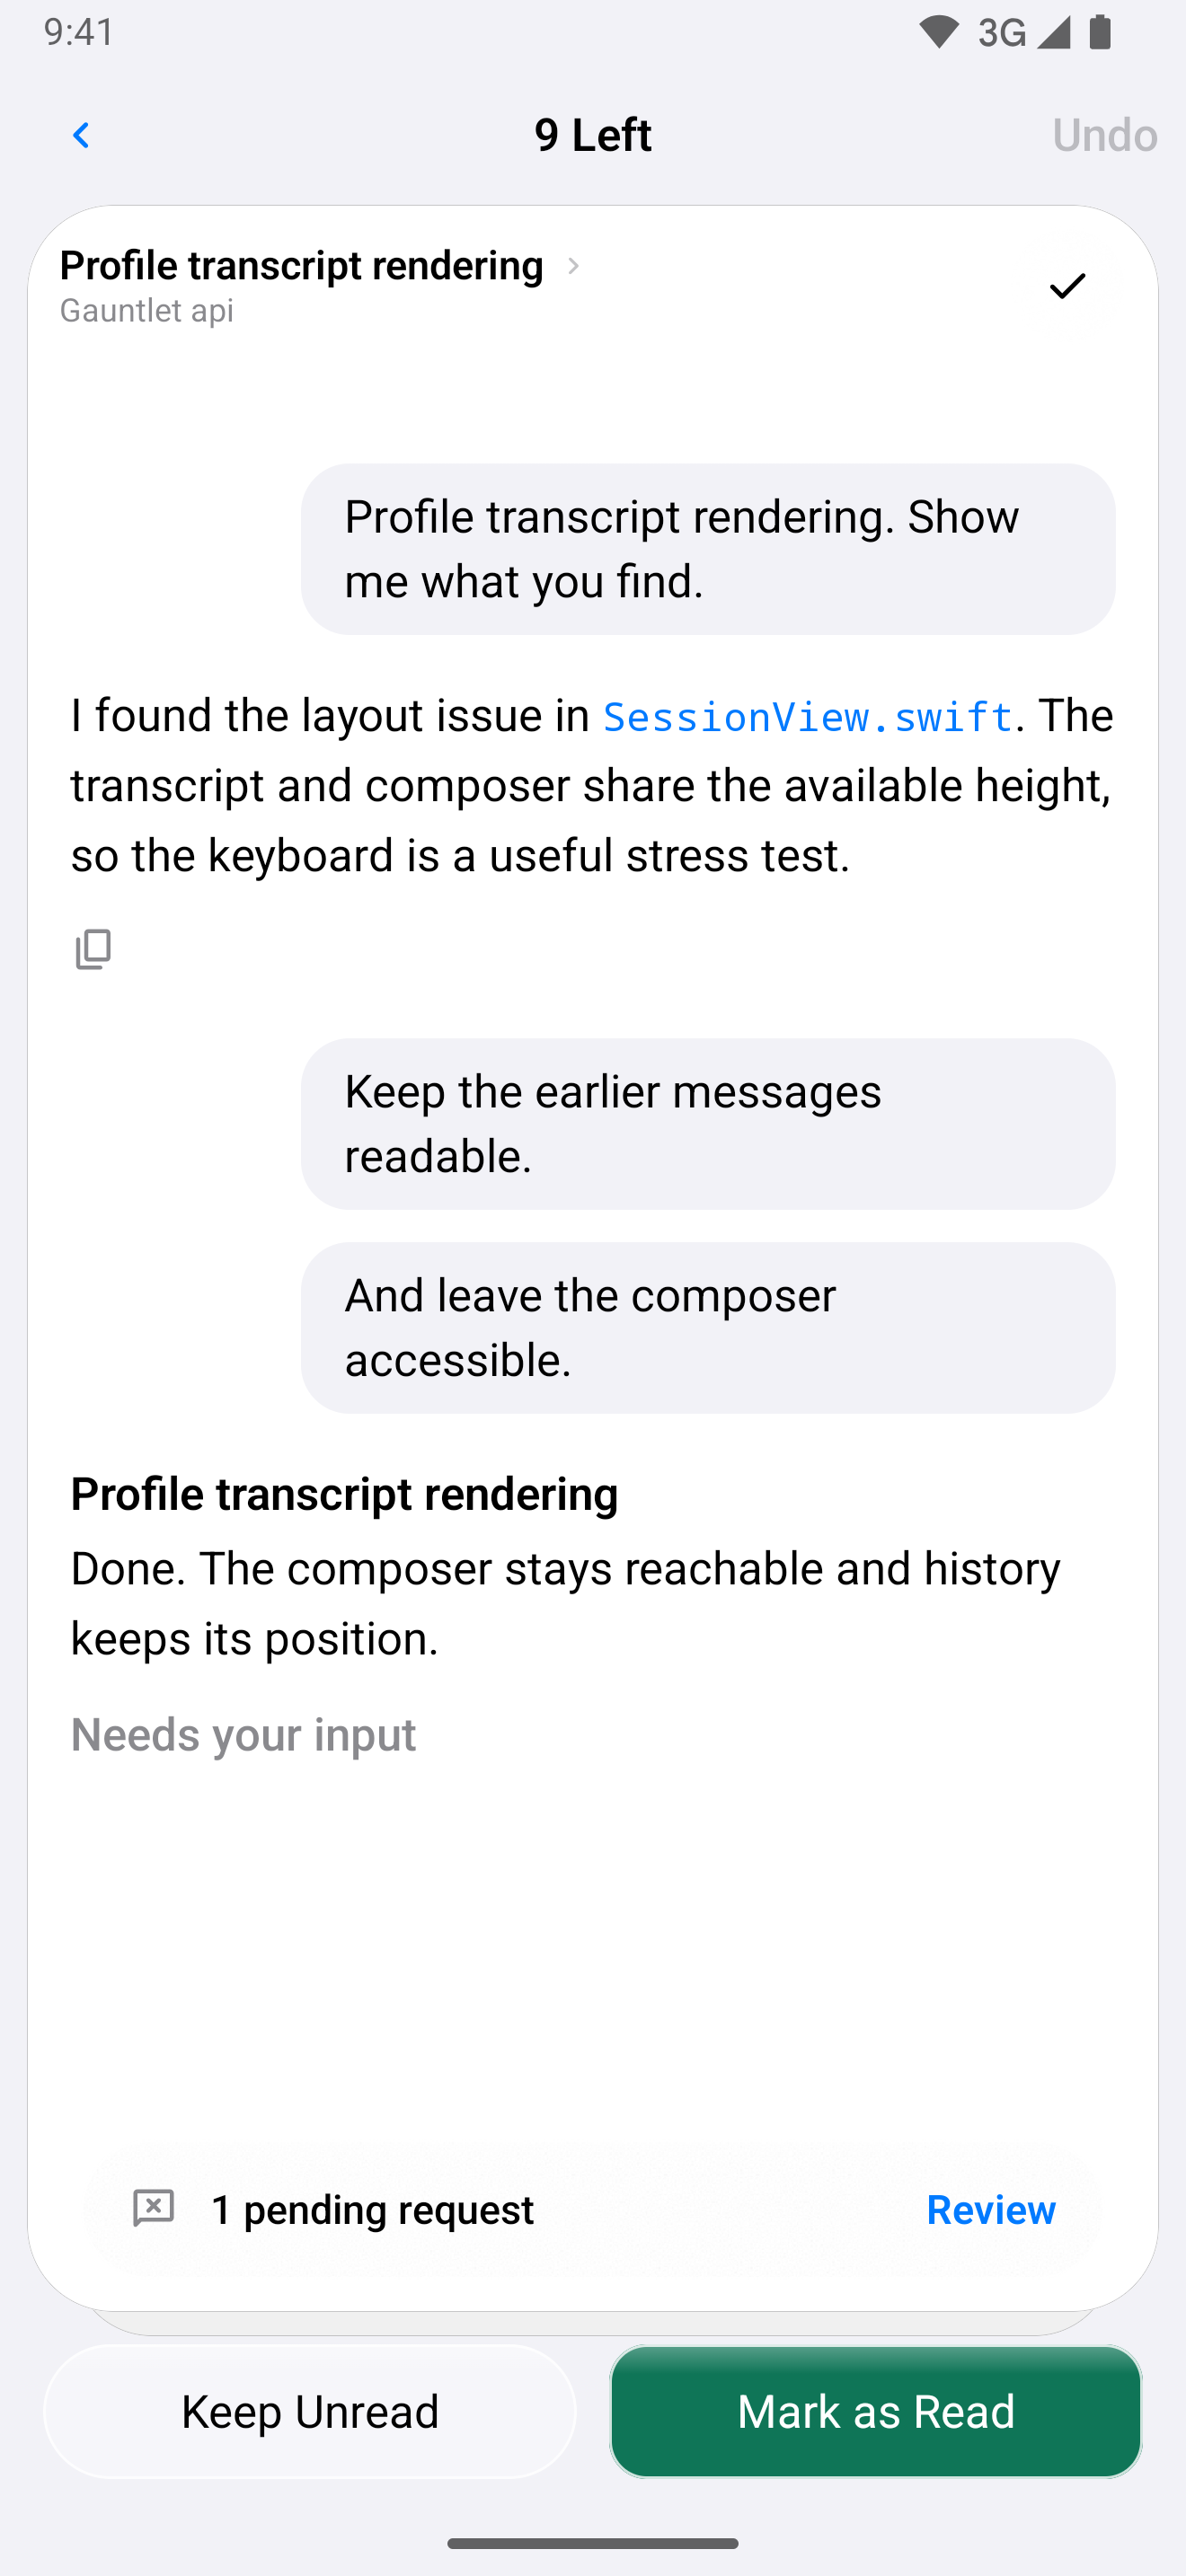 9:41
3G
9 Left
Undo
Profile transcript rendering
Gauntlet api
Profile transcript rendering. Show
me what you find.
I found the layout issue in SessionView.swift. The
transcript and composer share the available height,
so the keyboard is a useful stress test.
Keep the earlier messages
readable.
And leave the composer
accessible.
Profile transcript rendering
Done. The composer stays reachable and history
keeps its position.
Needs your input
1 pending request
Review
Keep Unread
Mark as Read